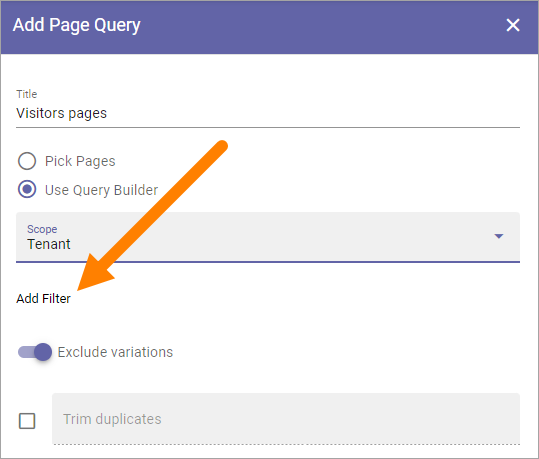 Add Page Query
Title
Visitors pages
Pick Pages
Use Query Builder
Scope
Tenant
Add Filter
Exclude variations
Trim duplicates